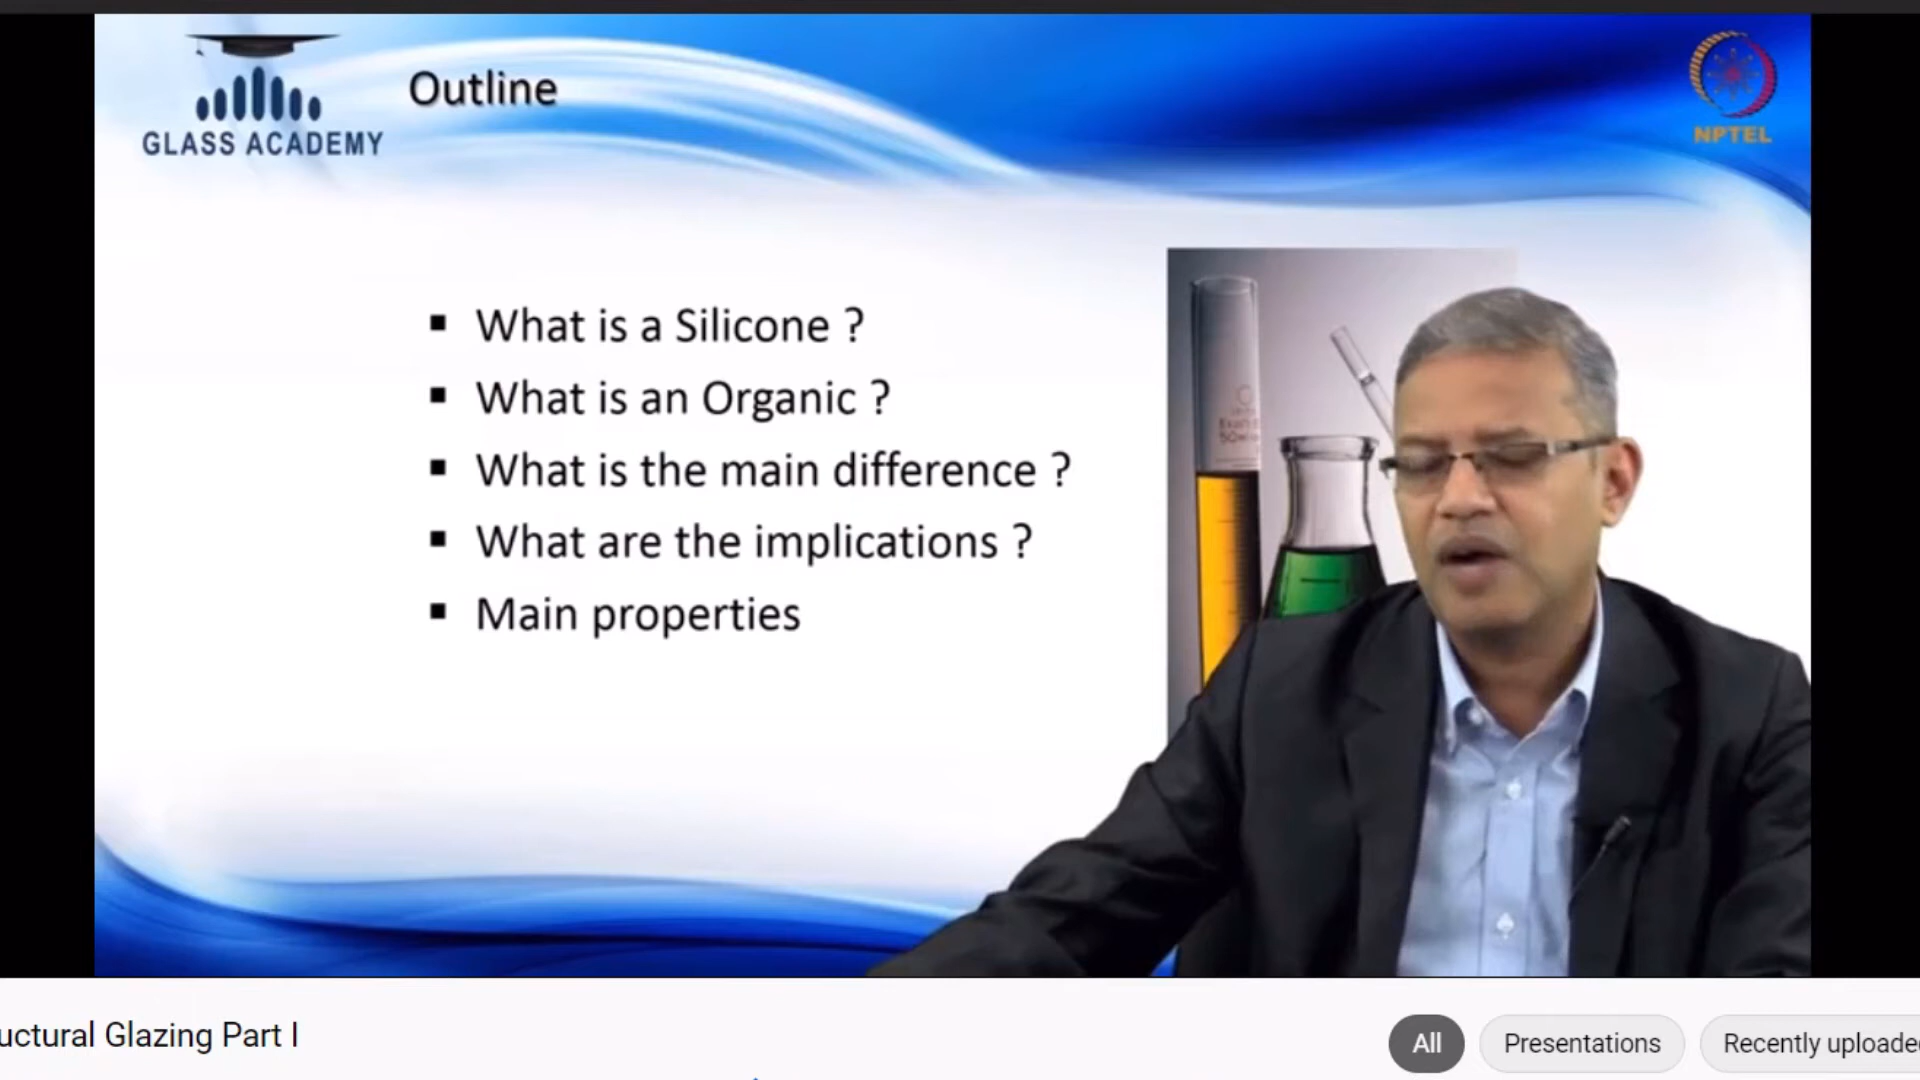 Outline
GLASS ACADEMY
NPTEL
▪ What is a Silicone ?
▪ What is an Organic ?
▪ What is the main difference ?
▪ What are the implications ?
▪ Main properties
uctural Glazing Part I
All
Presentations
Recently uploade